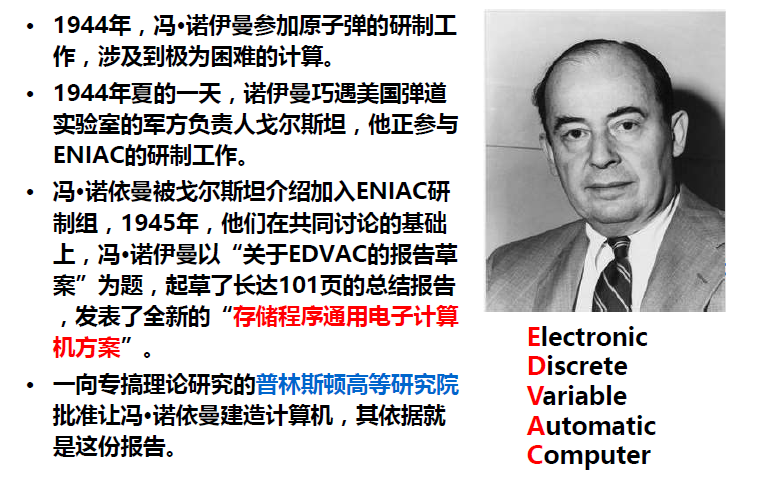 • 1944年，冯•诺伊曼参加原子弹的研制工
作，涉及到极为困难的计算。
• 1944年夏的一天，诺伊曼巧遇美国弹道
实验室的军方负责人戈尔斯坦，他正参与
ENIAC的研制工作。
• 冯•诺依曼被戈尔斯坦介绍加入ENIAC研
制组，1945年，他们在共同讨论的基础
上，冯•诺伊曼以“关于EDVAC的报告草
案”为题，起草了长达101页的总结报告
，发表了全新的“存储程序通用电子计算
机方案”。
• 一向专搞理论研究的普林斯顿高等研究院
批准让冯•诺依曼建造计算机，其依据就
是这份报告。
Electronic
Discrete
Variable
Automatic
Computer